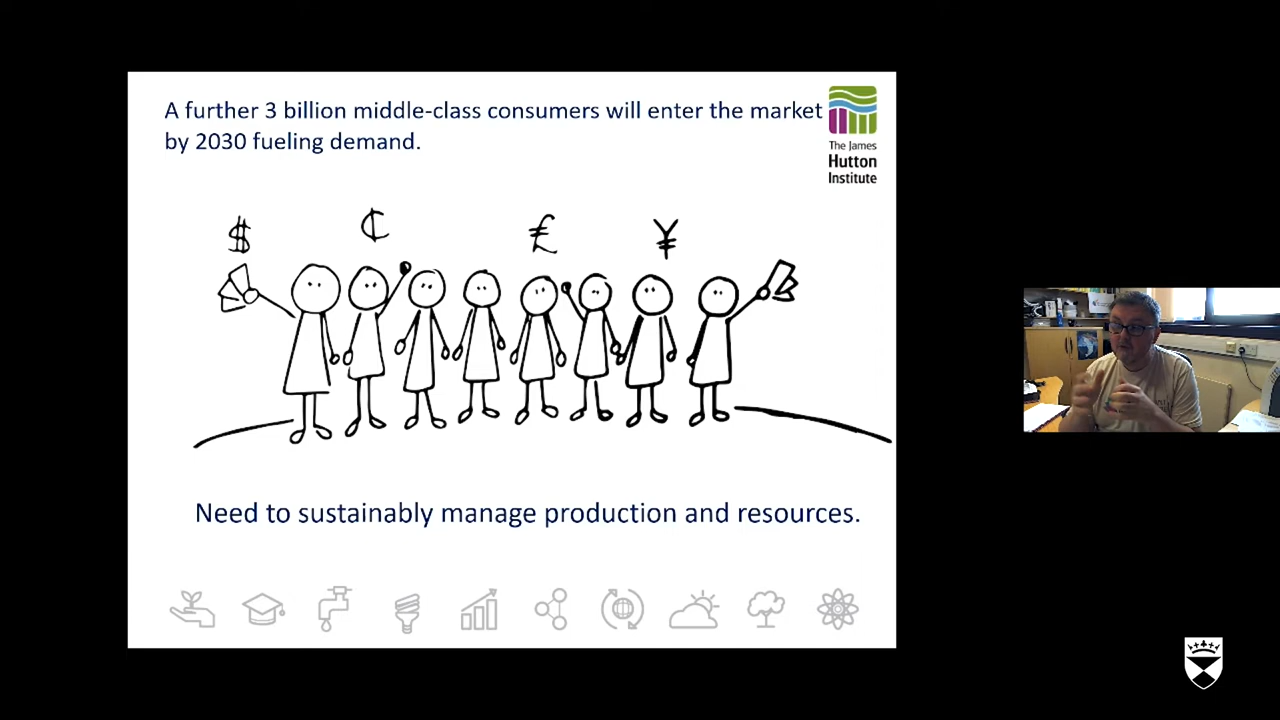 A further 3 billion middle-class consumers will enter the market
by 2030 fueling demand.
The James
Hutton
Institute
$ ₵ £ ¥
Need to sustainably manage production and resources.